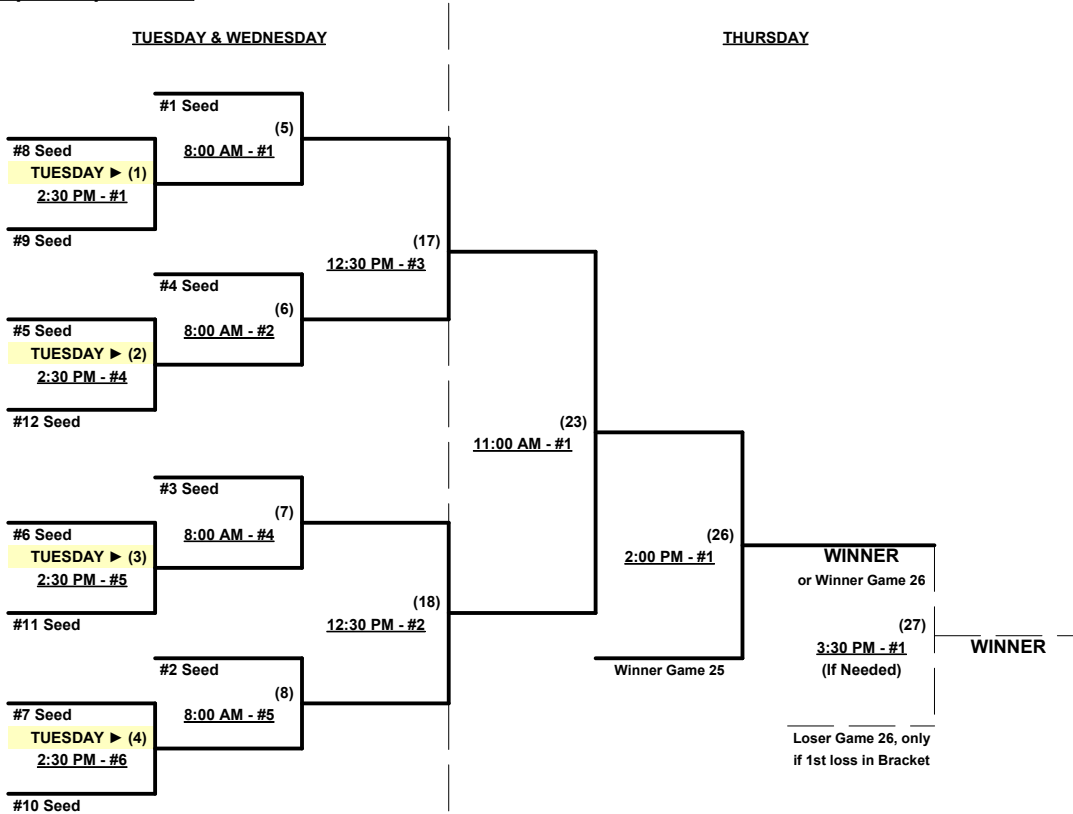 TUESDAY & WEDNESDAY
THURSDAY
#1 Seed
(5)
8:00 AM - #1
#8 Seed
TUESDAY ► (1)
2:30 PM - #1
#9 Seed
(17)
12:30 PM - #3
#4 Seed
(6)
8:00 AM - #2
#5 Seed
TUESDAY ► (2)
2:30 PM - #4
#12 Seed
(23)
11:00 AM - #1
#3 Seed
(7)
8:00 AM - #4
#6 Seed
TUESDAY ► (3)
2:30 PM - #5
#11 Seed
(18)
12:30 PM - #2
#2 Seed
(8)
8:00 AM - #5
#7 Seed
TUESDAY ► (4)
2:30 PM - #6
#10 Seed
(26)
2:00 PM - #1
Winner Game 25
WINNER
or Winner Game 26
(27)
3:30 PM - #1
(If Needed)
WINNER
Loser Game 26, only
if 1st loss in Bracket